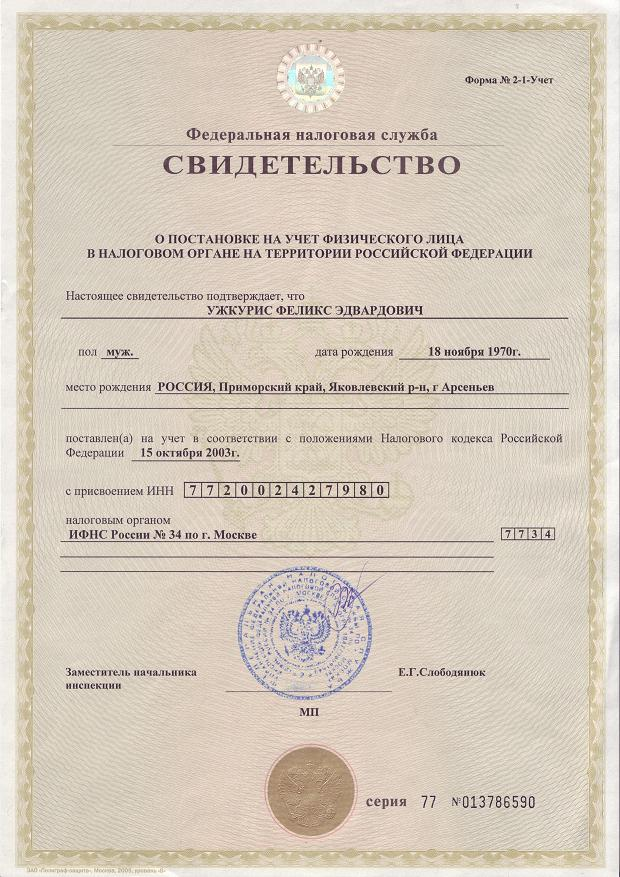 Форма № 2-1-Учет
Федеральная налоговая служба
СВИДЕТЕЛЬСТВО
О ПОСТАНОВКЕ НА УЧЕТ ФИЗИЧЕСКОГО ЛИЦА
В НАЛОГОВОМ ОРГАНЕ НА ТЕРРИТОРИИ РОССИЙСКОЙ ФЕДЕРАЦИИ
Настоящее свидетельство подтверждает, что
УЖКУРИС ФЕЛИКС ЭДВАРДОВИЧ
пол муж. дата рождения 18 ноября 1970г.
место рождения РОССИЯ, Приморский край, Яковлевский р-н, г Арсеньев
поставлен(а) на учет в соответствии с положениями Налогового кодекса Российской
Федерации 15 октября 2003г.
с присвоением ИНН 772002427980
налоговым органом
ИФНС России № 34 по г. Москве 7734
Заместитель начальника Е.Г.Слободянюк
инспекции
МП
серия 77 №013786590
ЗАО «Полиграф-защита», Москва, 2005, уровень «В»